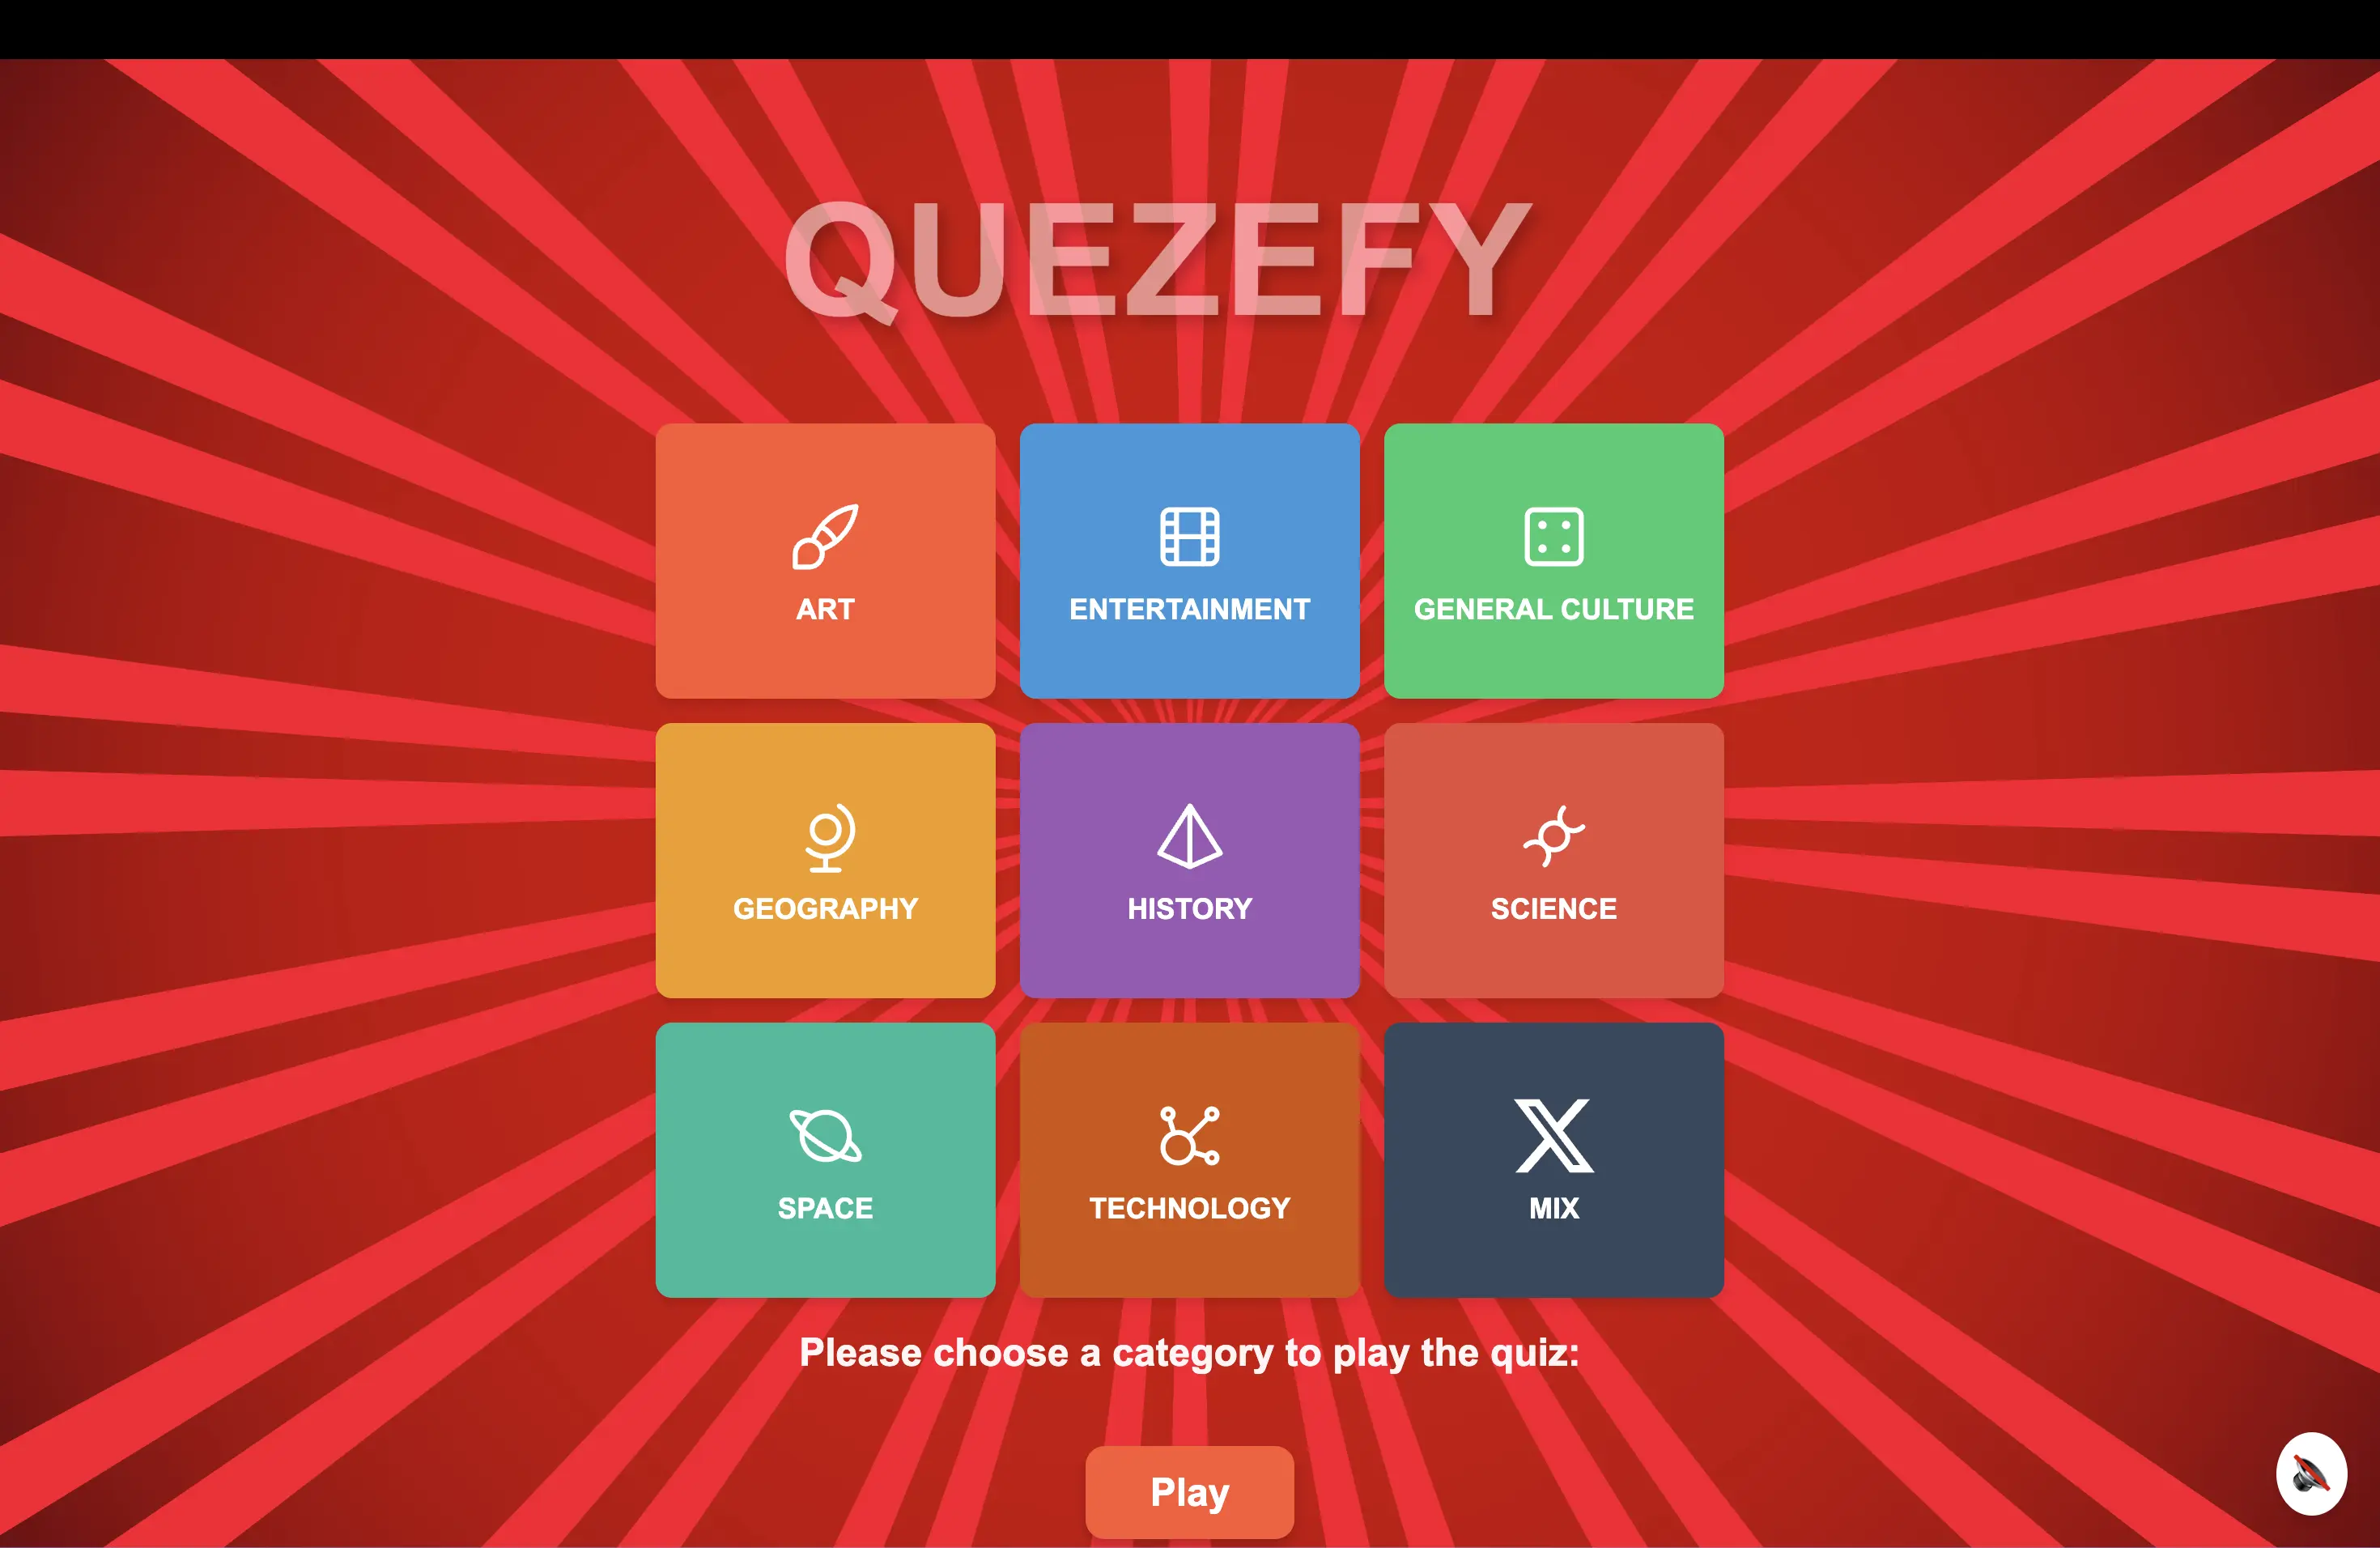 QUEZEFY
ART
ENTERTAINMENT
GENERAL CULTURE
GEOGRAPHY
HISTORY
SCIENCE
SPACE
TECHNOLOGY
MIX
Please choose a category to play the quiz:
Play